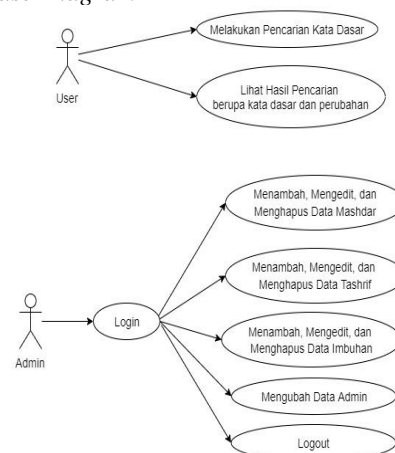 Melakukan Pencarian Kata Dasar
User
Lihat Hasil Pencarian
berupa kata dasar dan perubahan
Menambah, Mengedit, dan
Menghapus Data Mashdar
Menambah, Mengedit, dan
Menghapus Data Tashrif
Login
Admin
Menambah, Mengedit, dan
Menghapus Data Imbuhan
Mengubah Data Admin
Logout